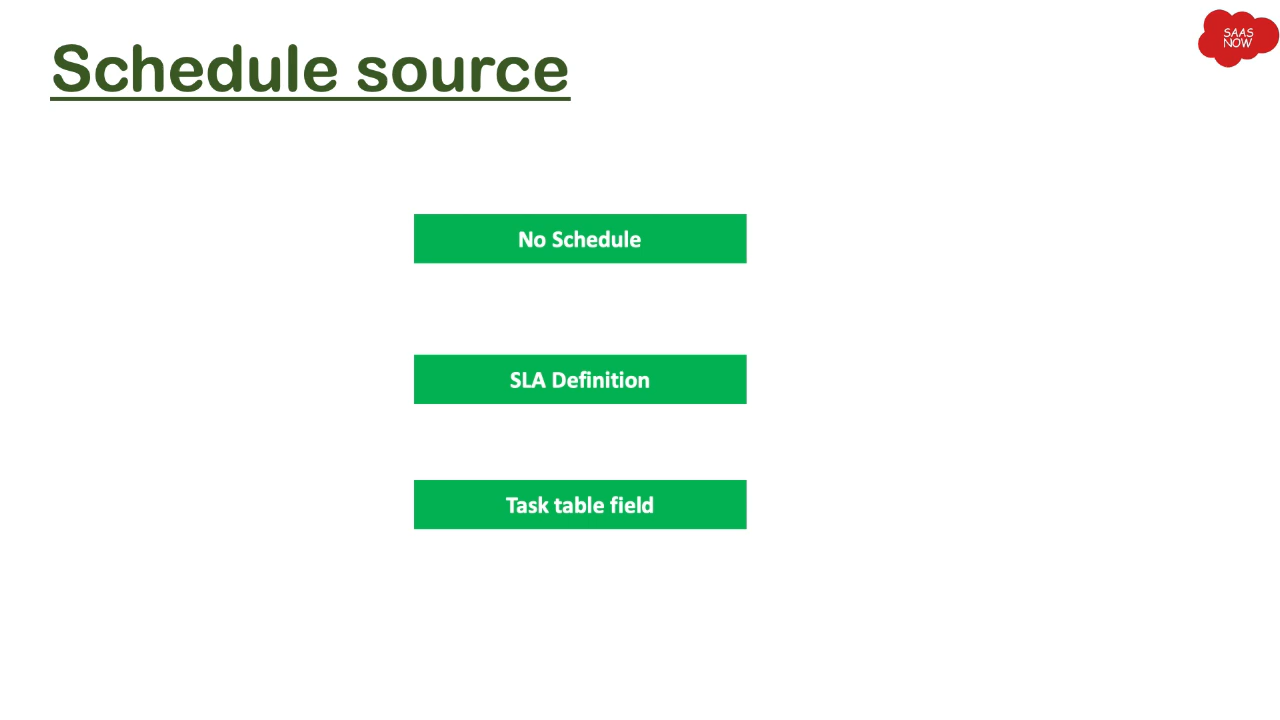 Schedule source
SAAS
NOW
No Schedule
SLA Definition
Task table field